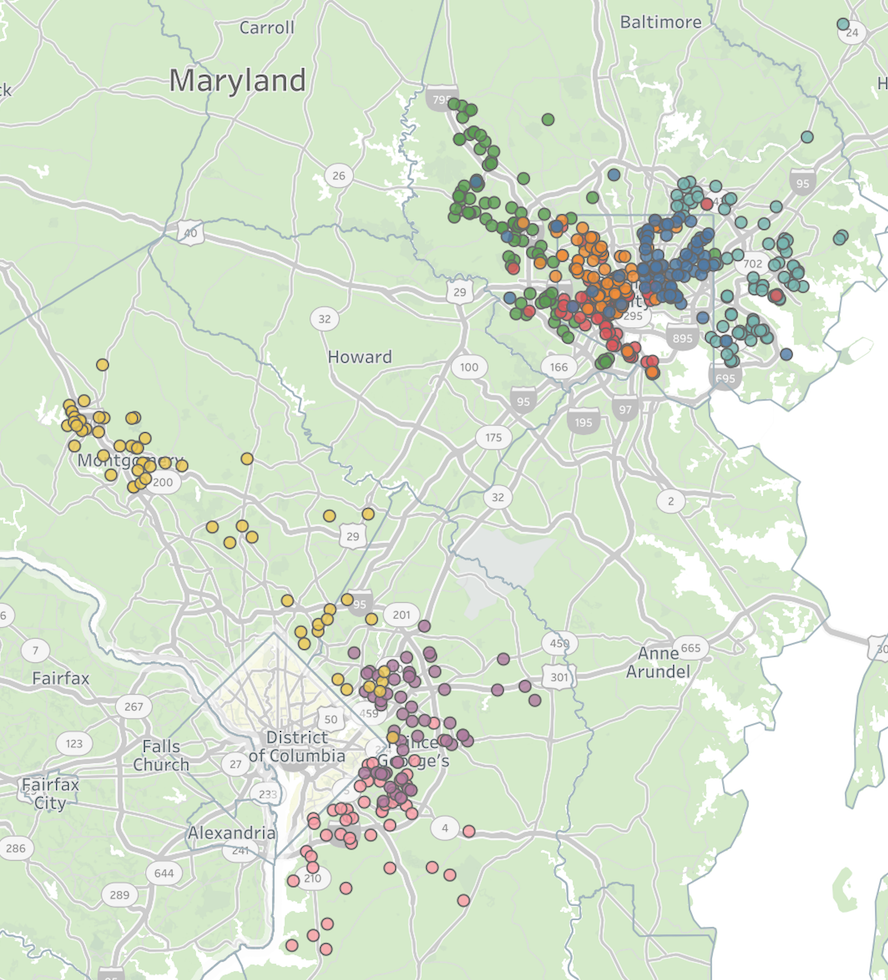 Carroll
Baltimore
24
Maryland
795
26
95
40
702
29
32
295
895
Howard
100
166
695
95
97
195
175
Montgomery
200
32
2
29
95
201
450
Anne
Arundel
665
301
7
Fairfax
267
459
50
123
District
of Columbia
Prince
George's
Falls
Church
27
Fairfax
City
233
Alexandria
4
286
241
644
210
289